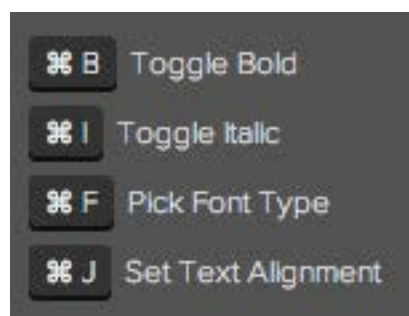 ⌘ B Toggle Bold
⌘ I Toggle Italic
⌘ F Pick Font Type
⌘ J Set Text Alignment